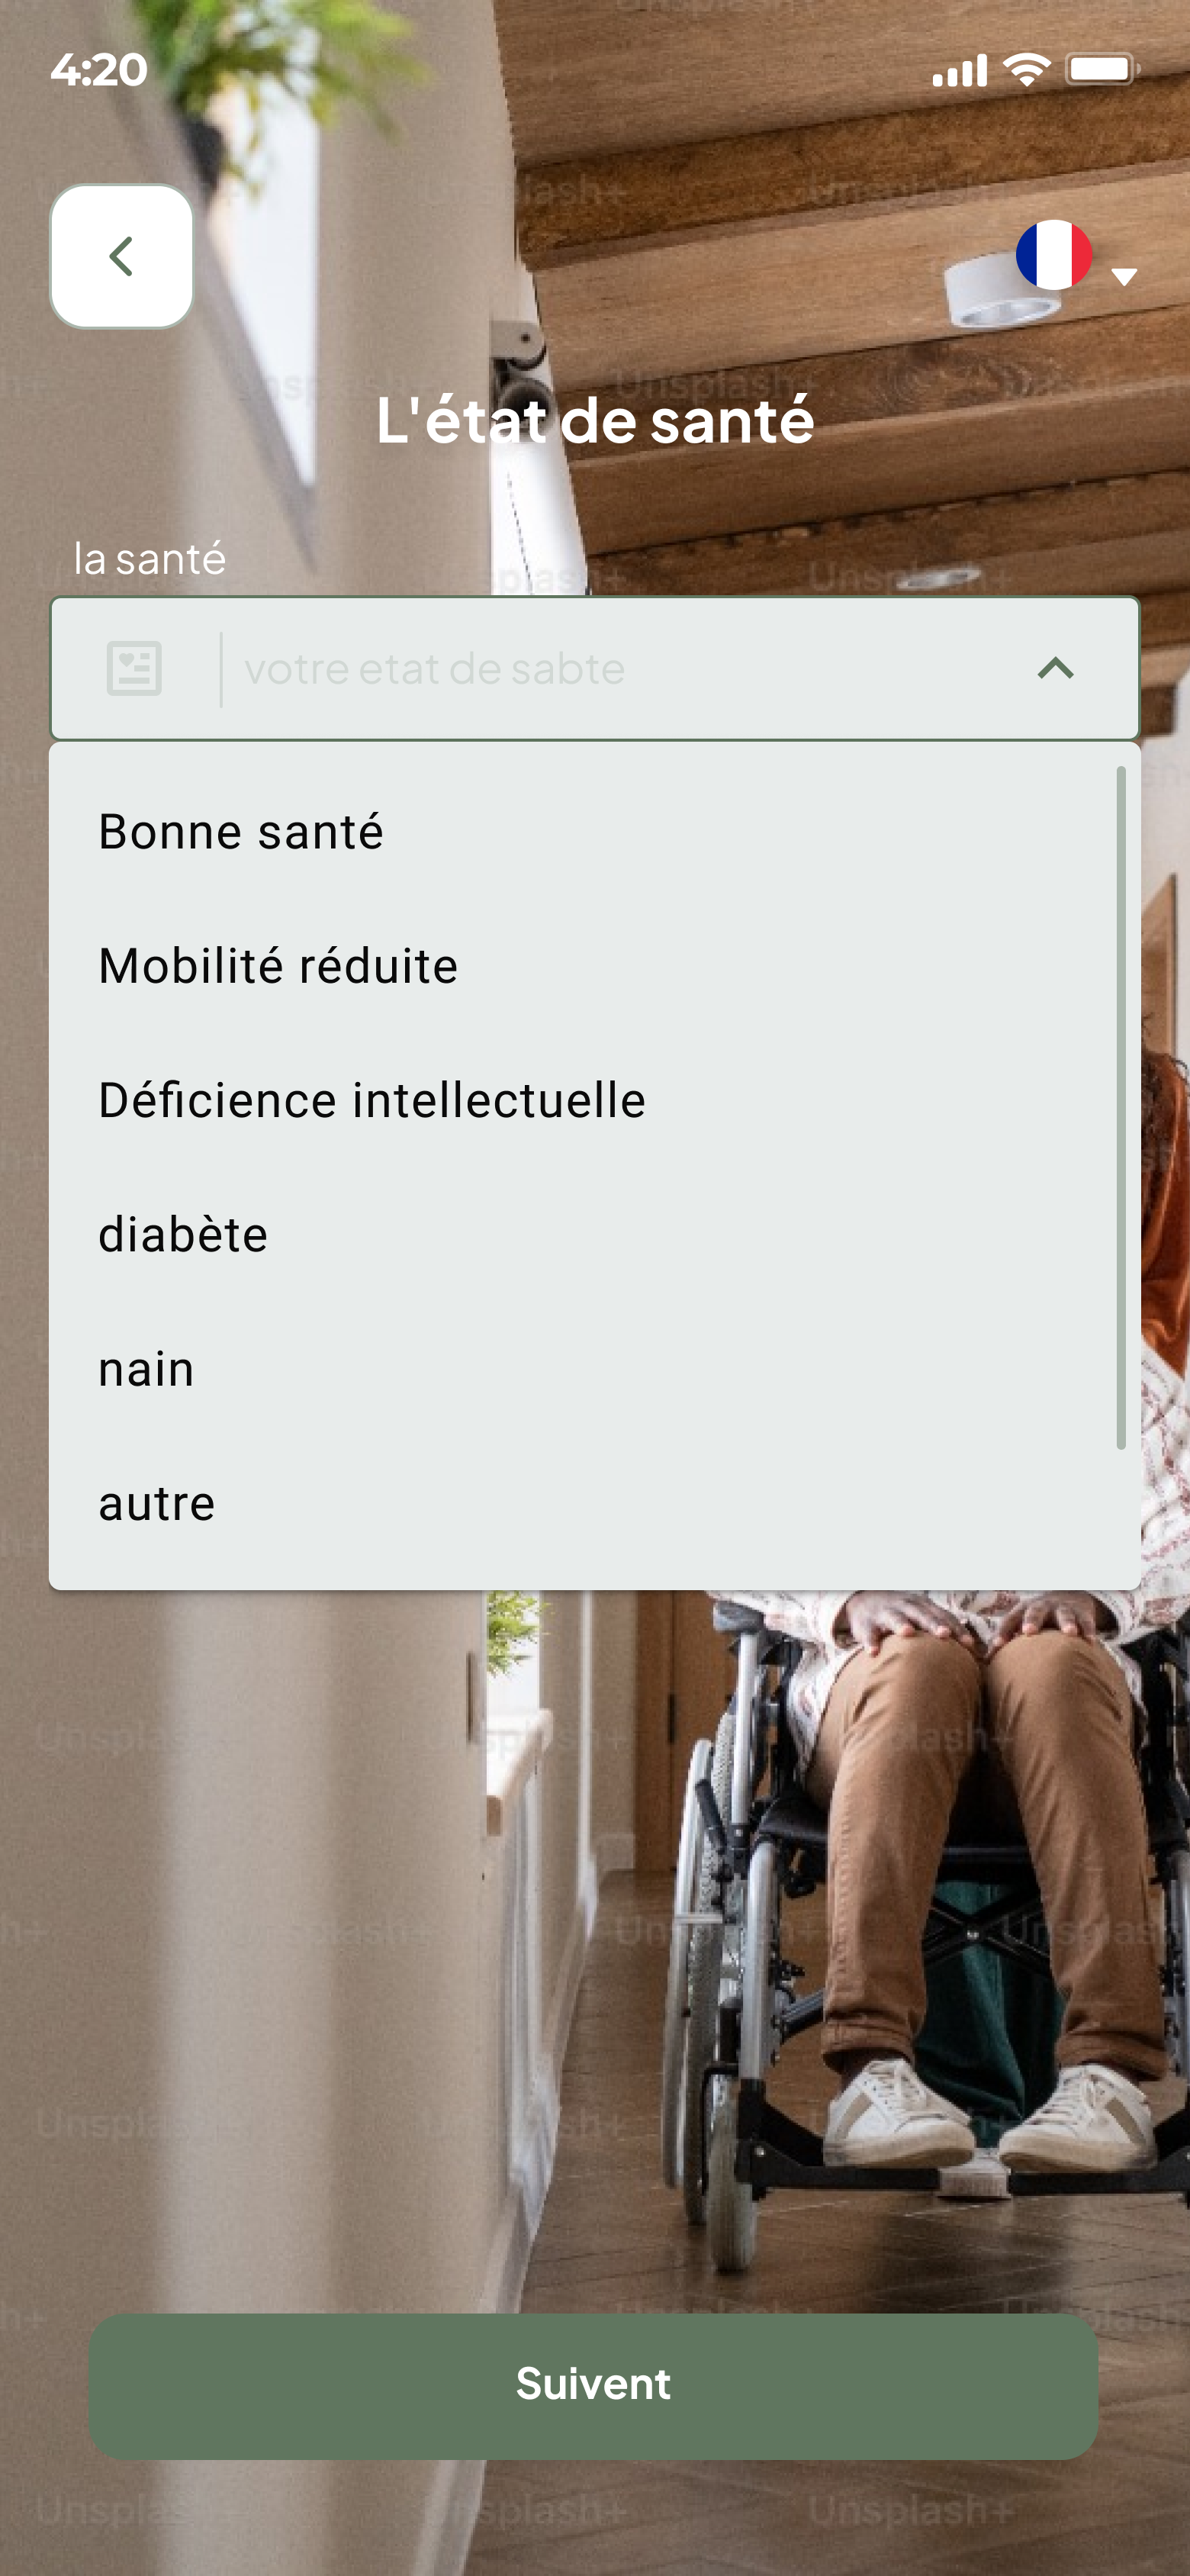 4:20
L'état de santé
la santé
votre etat de sabte
Bonne santé
Mobilité réduite
Déficience intellectuelle
diabète
nain
autre
Suivent
Unsplash+